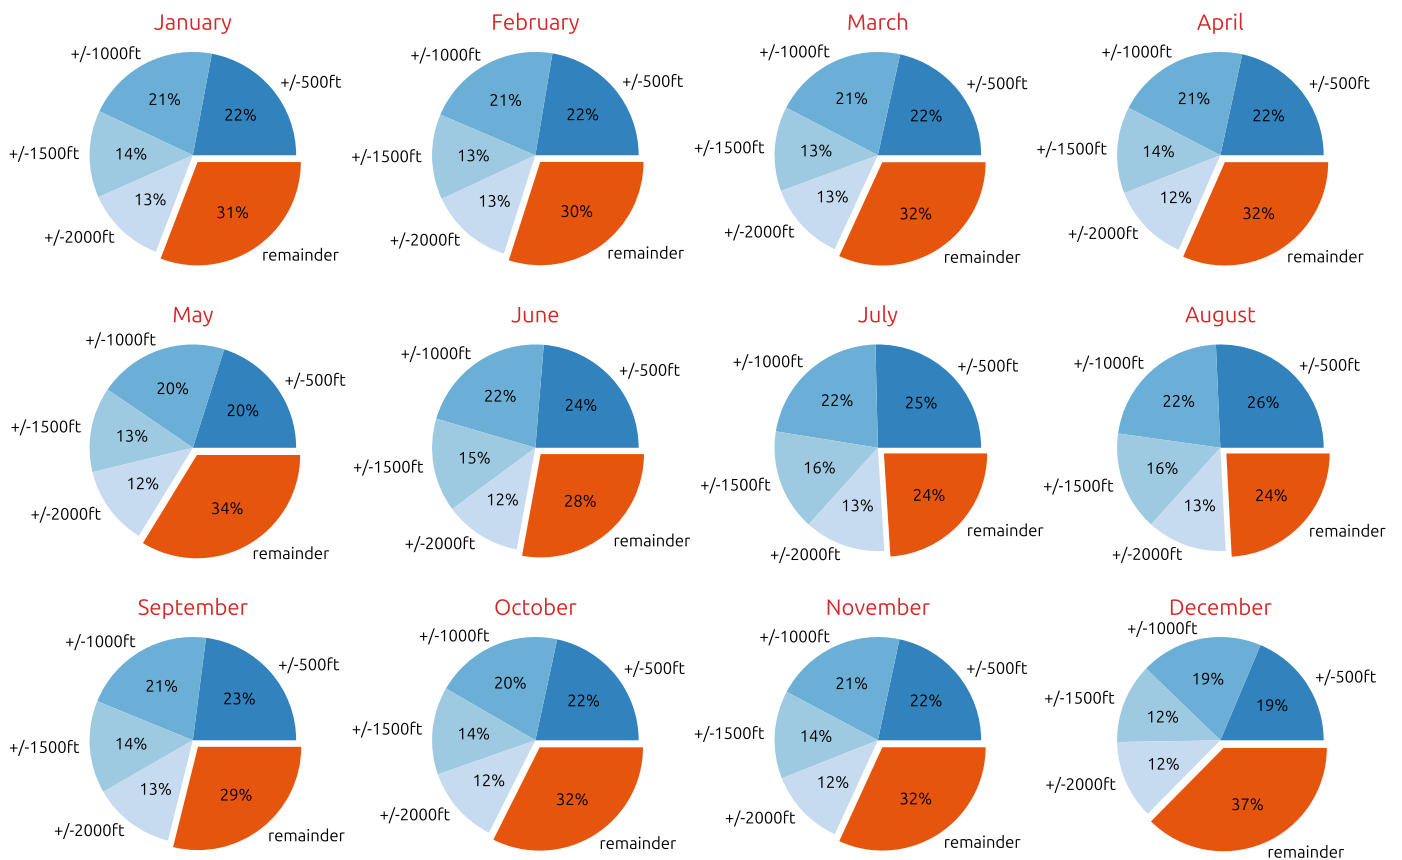 January
+/-500ft
22%
+/-1000ft
21%
+/-1500ft
14%
+/-2000ft
13%
remainder
31%
February
+/-500ft
22%
+/-1000ft
21%
+/-1500ft
13%
+/-2000ft
13%
remainder
30%
March
+/-500ft
22%
+/-1000ft
21%
+/-1500ft
13%
+/-2000ft
13%
remainder
32%
April
+/-500ft
22%
+/-1000ft
21%
+/-1500ft
14%
+/-2000ft
12%
remainder
32%
May
+/-500ft
20%
+/-1000ft
20%
+/-1500ft
13%
+/-2000ft
12%
remainder
34%
June
+/-500ft
24%
+/-1000ft
22%
+/-1500ft
15%
+/-2000ft
12%
remainder
28%
July
+/-500ft
25%
+/-1000ft
22%
+/-1500ft
16%
+/-2000ft
13%
remainder
24%
August
+/-500ft
26%
+/-1000ft
22%
+/-1500ft
16%
+/-2000ft
13%
remainder
24%
September
+/-500ft
23%
+/-1000ft
21%
+/-1500ft
14%
+/-2000ft
13%
remainder
29%
October
+/-500ft
22%
+/-1000ft
20%
+/-1500ft
14%
+/-2000ft
12%
remainder
32%
November
+/-500ft
22%
+/-1000ft
21%
+/-1500ft
14%
+/-2000ft
12%
remainder
32%
December
+/-500ft
19%
+/-1000ft
19%
+/-1500ft
12%
+/-2000ft
12%
remainder
37%